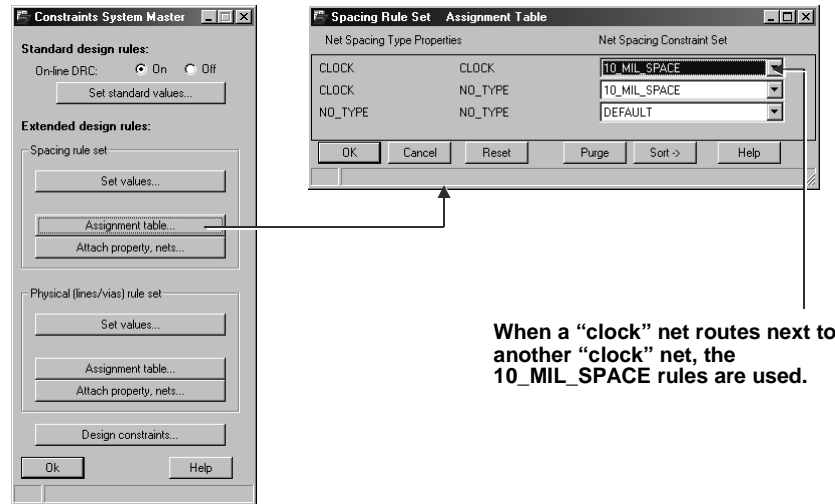 Constraints System Master
Standard design rules:
On-line DRC: On Off
Set standard values...
Extended design rules:
Spacing rule set
Set values...
Assignment table...
Attach property, nets...
Physical (lines/vias) rule set
Set values...
Assignment table...
Attach property, nets...
Design constraints...
Ok Help
Spacing Rule Set Assignment Table
Net Spacing Type Properties Net Spacing Constraint Set
CLOCK CLOCK 10_MIL_SPACE
CLOCK NO_TYPE 10_MIL_SPACE
NO_TYPE NO_TYPE DEFAULT
OK Cancel Reset Purge Sort -> Help
When a “clock” net routes next to
another “clock” net, the
10_MIL_SPACE rules are used.